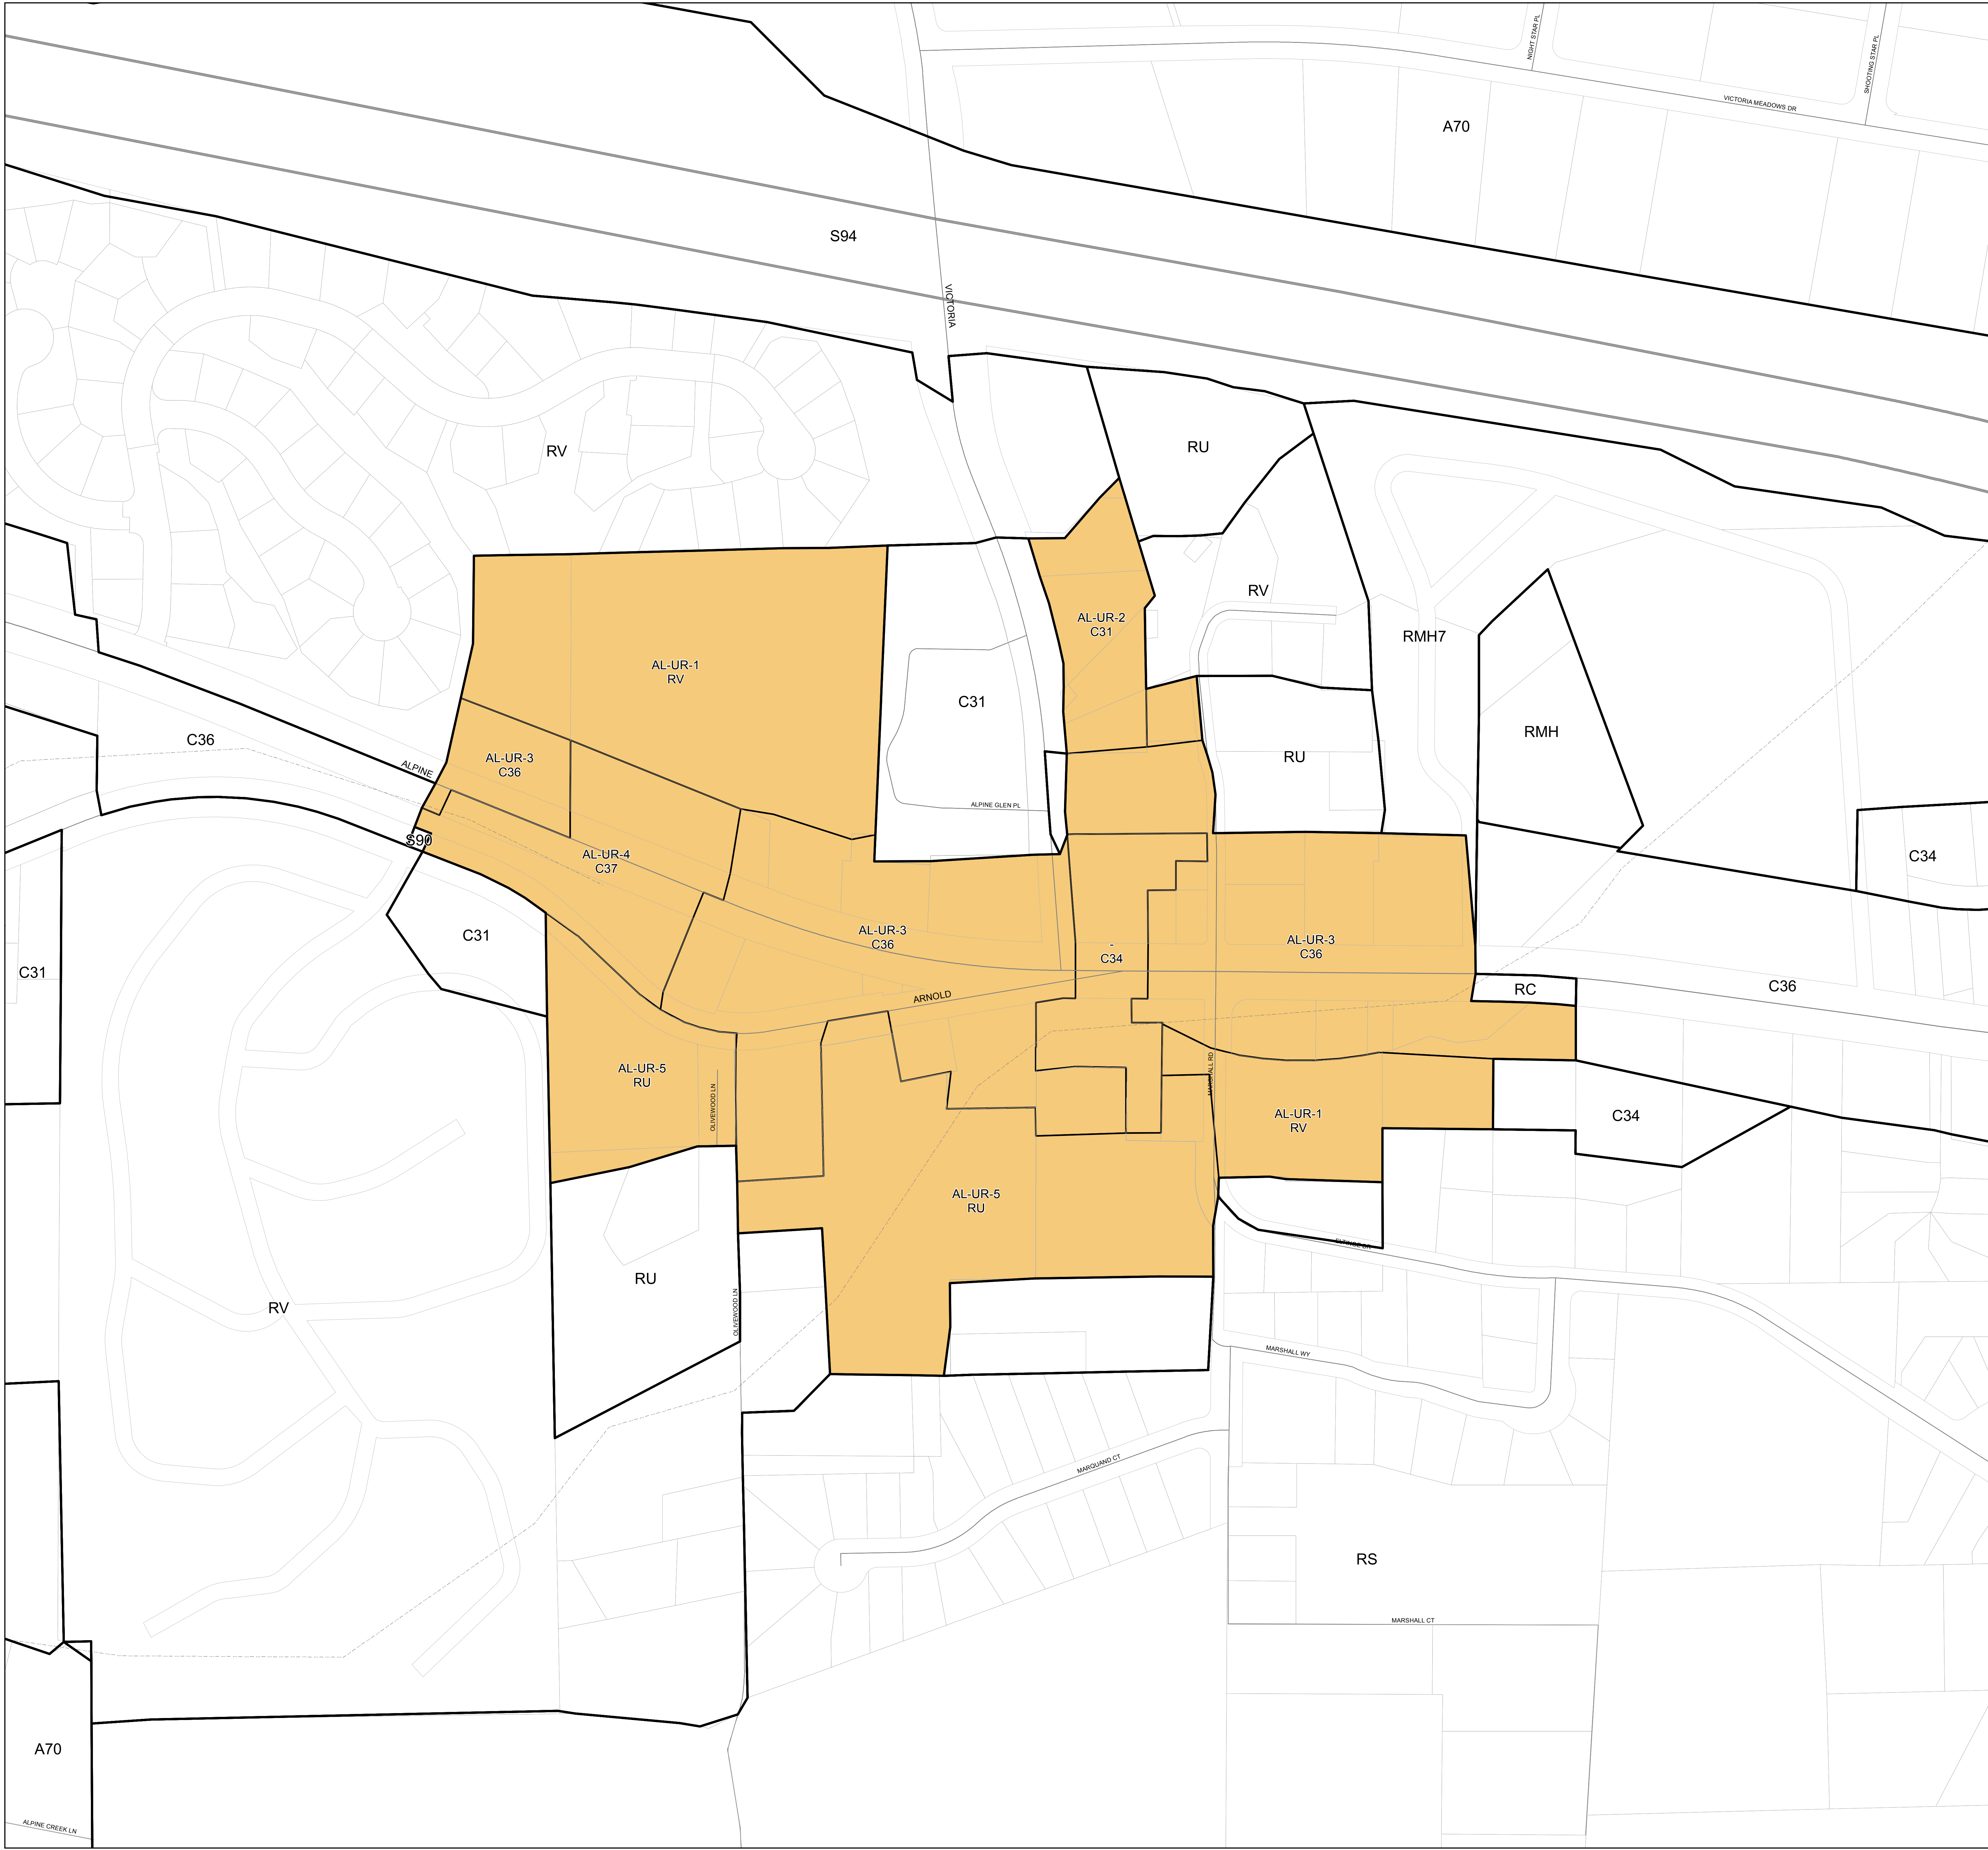 NIGHT STAR PL
SHOOTING STAR PL
VICTORIA MEADOWS DR
A70
S94
VICTORIA
RV
RU
RV
AL-UR-2
C31
RMH7
AL-UR-1
RV
C31
RMH
C36
ALPINE
AL-UR-3
C36
RU
ALPINE GLEN PL
S90
AL-UR-4
C37
C34
C31
C31
AL-UR-3
C36
-
C34
AL-UR-3
C36
RC
C36
ARNOLD
AL-UR-5
RU
OLIVEWOOD LN
MARSHALL RD
AL-UR-1
RV
C34
AL-UR-5
RU
RU
RV
OLIVEWOOD LN
MARSHALL WY
MARQUAND CT
RS
MARSHALL CT
A70
ALPINE CREEK LN